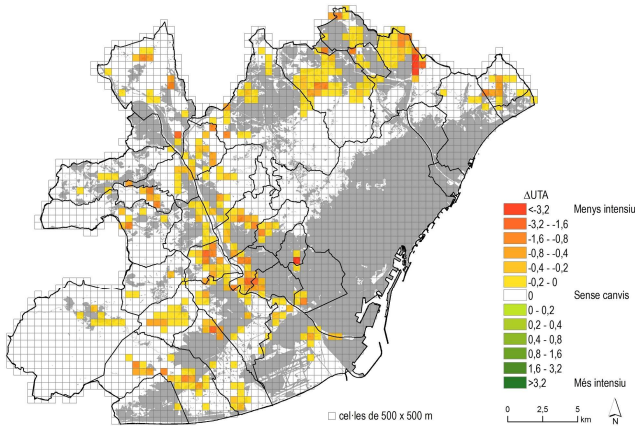 ΔUTA
<-3,2 Menys intensiu
-3,2 - -1,6
-1,6 - -0,8
-0,8 - -0,4
-0,4 - -0,2
-0,2 - 0
0 Sense canvis
0 - 0,2
0,2 - 0,4
0,4 - 0,8
0,8 - 1,6
1,6 - 3,2
>3,2 Més intensiu
cel·les de 500 x 500 m
0 2,5 5
km
N